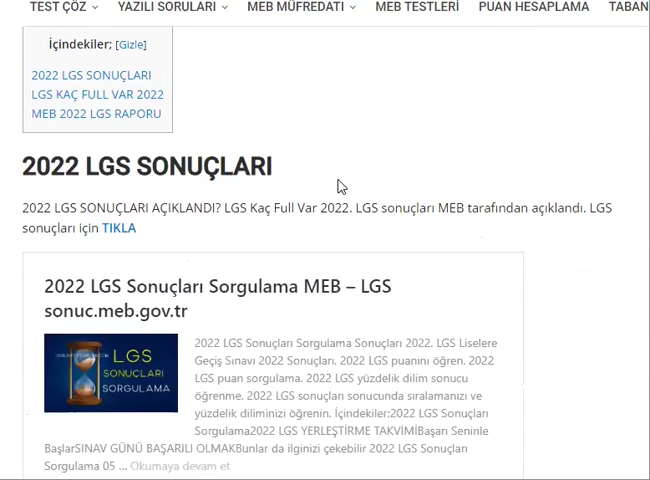 TEST ÇÖZ YAZILI SORULARI MEB MÜFREDATI MEB TESTLERİ PUAN HESAPLAMA TABAN
İçindekiler; [Gizle]
2022 LGS SONUÇLARI
LGS KAÇ FULL VAR 2022
MEB 2022 LGS RAPORU
2022 LGS SONUÇLARI
2022 LGS SONUÇLARI AÇIKLANDI? LGS Kaç Full Var 2022. LGS sonuçları MEB tarafından açıklandı. LGS
sonuçları için TIKLA
2022 LGS Sonuçları Sorgulama MEB – LGS
sonuc.meb.gov.tr
LGS
SONUÇLARI
SORGULAMA
2022 LGS Sonuçları Sorgulama Sonuçları 2022. LGS Liselere
Geçiş Sınavı 2022 Sonuçları. 2022 LGS puanını öğren. 2022
LGS puan sorgulama. 2022 LGS yüzdelik dilim sonucu
öğrenme. 2022 LGS sonuçları sonucunda sıralamanızı ve
yüzdelik diliminizi öğrenin. İçindekiler;2022 LGS Sonuçları
Sorgulama2022 LGS YERLEŞTİRME TAKVİMİBaşarı Seninle
BaşlarSINAV GÜNÜ BAŞARILI OLMAKBunlar da ilginizi çekebilir 2022 LGS Sonuçları
Sorgulama 05 ... Okumaya devam et